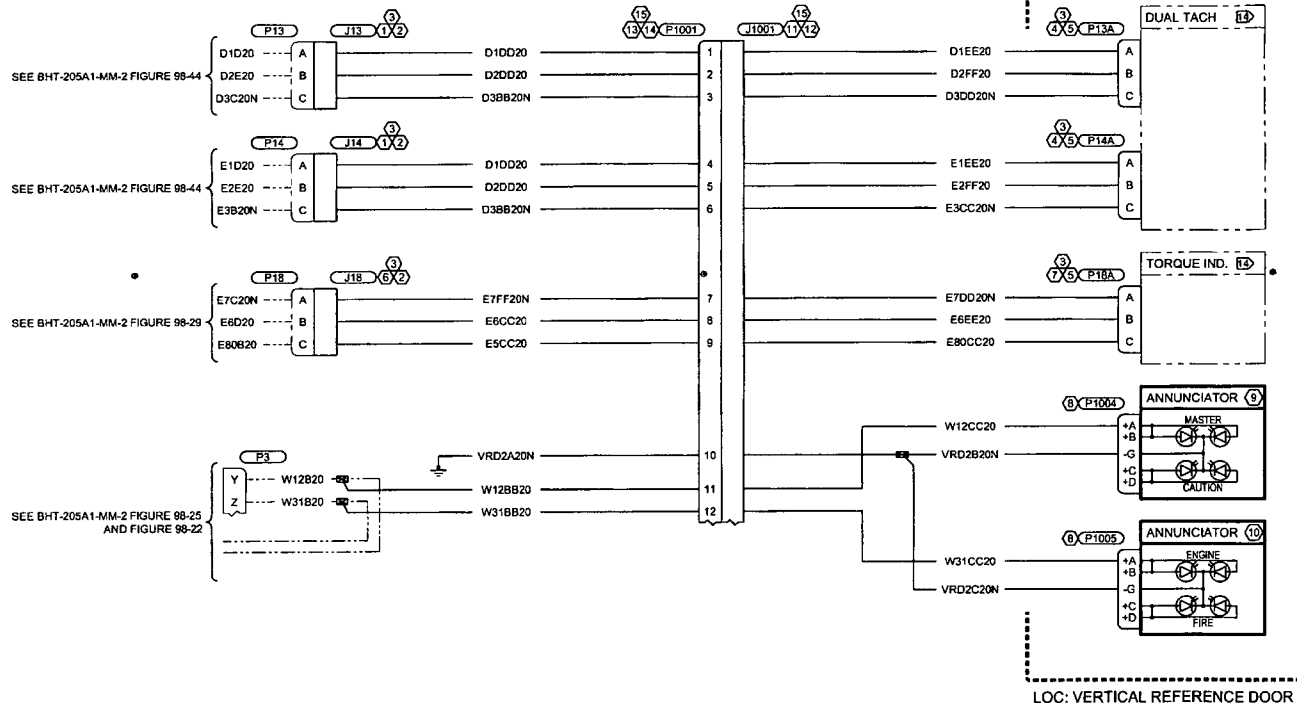 3 15 15 3 DUAL TACH 14
P13 J13 1 2 13 14 P1001 J1001 11 12 4 5 P13A
D1D20 A D1DD20 1 D1EE20 A
SEE BHT-205A1-MM-2 FIGURE 98-44 D2E20 B D2DD20 2 D2FF20 B
D3C20N C D3BB20N 3 D3DD20N C
3 3
P14 J14 1 2 4 5 P14A
E1D20 A D1DD20 4 E1EE20 A
SEE BHT-205A1-MM-2 FIGURE 98-44 E2E20 B D2DD20 5 E2FF20 B
E3B20N C D3BB20N 6 E3CC20N C
3 3 TORQUE IND. 14
P18 J18 6 2 7 5 P18A
E7C20N A E7FF20N 7 E7DD20N A
SEE BHT-205A1-MM-2 FIGURE 98-29 E6D20 B E6CC20 8 E6EE20 B
E80B20 C E5CC20 9 E80CC20 C
8 P1004 ANNUNCIATOR 9
MASTER
W12CC20 +A
+B
P3 VRD2A20N 10 VRD2B20N -G
Y W12B20 W12BB20 11 +C
+D
CAUTION
Z W31B20 W31BB20 12
SEE BHT-205A1-MM-2 FIGURE 98-25
AND FIGURE 98-22
P1005 ANNUNCIATOR 10
ENGINE
W31CC20 +A
+B
VRD2C20N -G
+C
+D
FIRE
LOC: VERTICAL REFERENCE DOOR